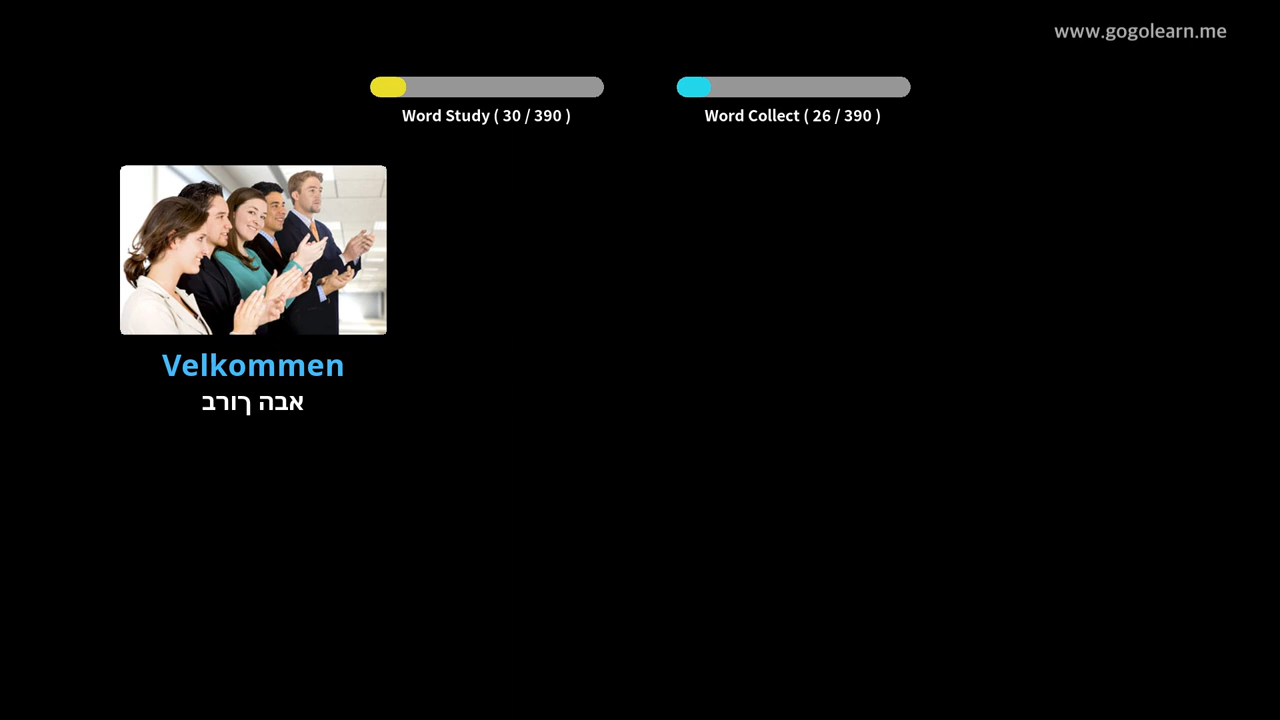 www.gogolearn.me
Word Study ( 30 / 390 )
Word Collect ( 26 / 390 )
Velkommen
אבה ךורב